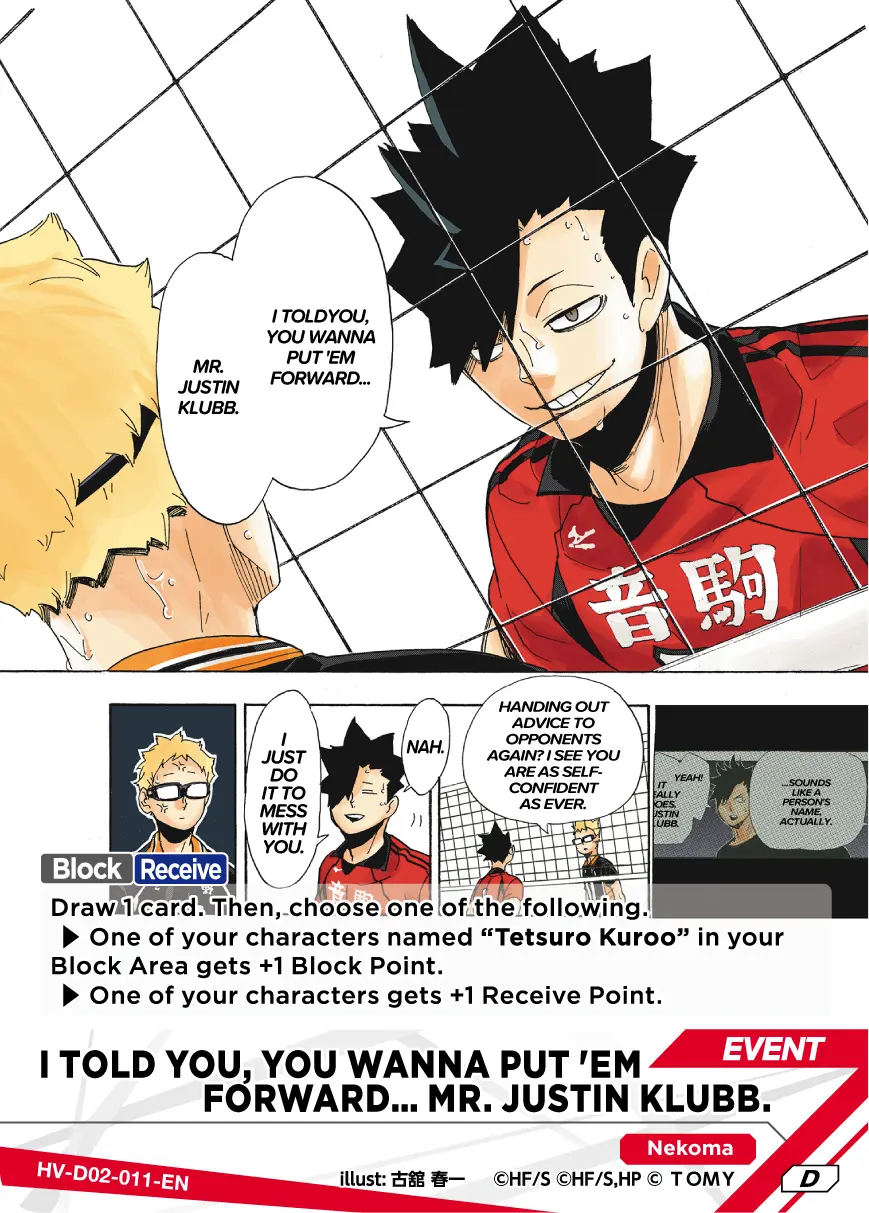 I TOLDYOU,
YOU WANNA
PUT 'EM
FORWARD...
MR.
JUSTIN
KLUBB.
音駒
I
JUST
DO
IT TO
MESS
WITH
YOU.
NAH.
HANDING OUT
ADVICE TO
OPPONENTS
AGAIN? I SEE YOU
ARE AS SELF-
CONFIDENT
AS EVER.
YEAH!
IT
...SOUNDS
LIKE A
PERSON'S
NAME,
ACTUALLY.
Block Receive
Draw 1 card. Then, choose one of the following.
▶ One of your characters named “Tetsuro Kuroo” in your
Block Area gets +1 Block Point.
▶ One of your characters gets +1 Receive Point.
EVENT
I TOLD YOU, YOU WANNA PUT 'EM
FORWARD... MR. JUSTIN KLUBB.
Nekoma
HV-D02-011-EN
illust: 古舘 春一 ©HF/S ©HF/S,HP © TOMY
D